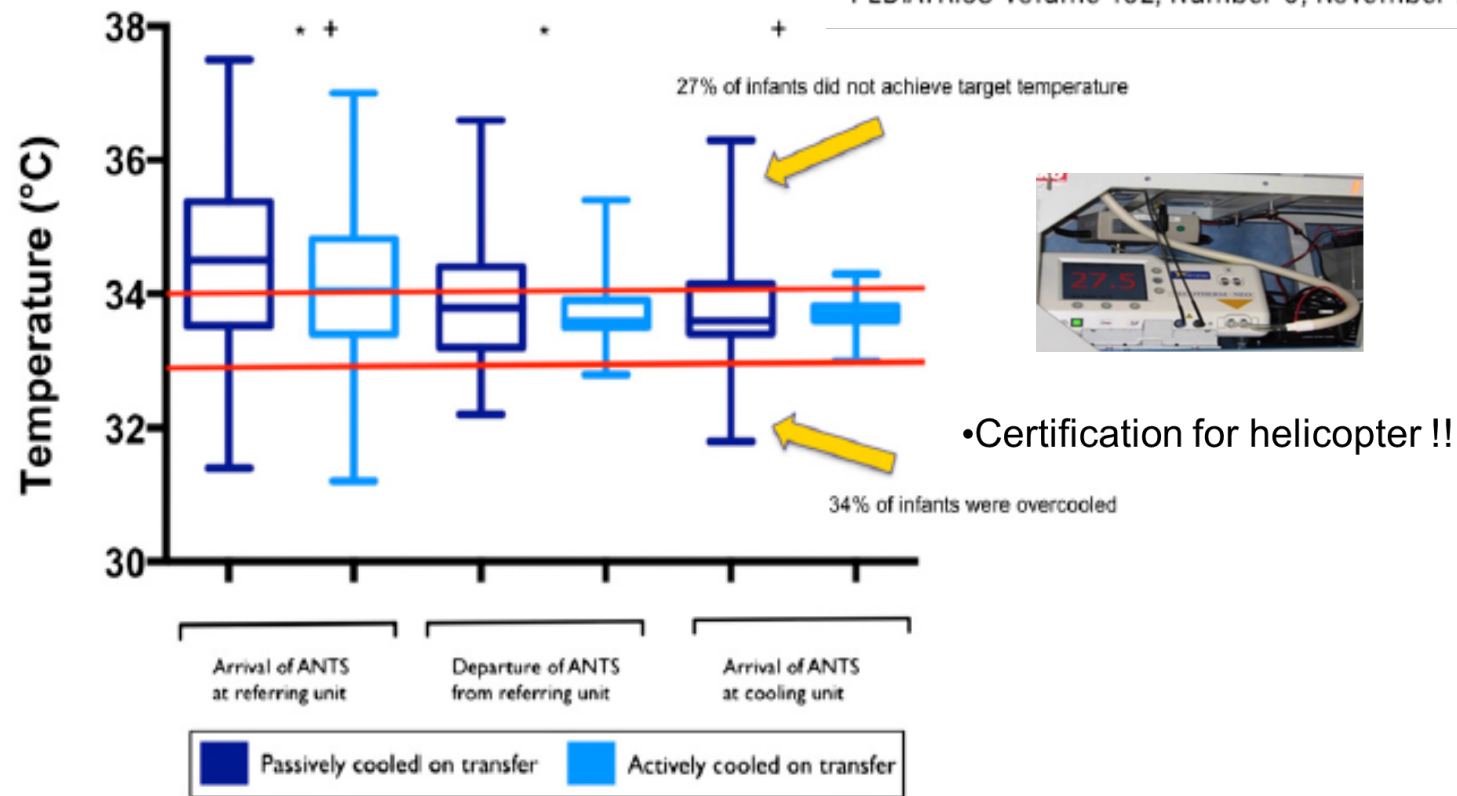 * + * +
38
27% of infants did not achieve target temperature
36
27.5
34
•Certification for helicopter !!
32
34% of infants were overcooled
30
Temperature (°C)
Arrival of ANTS
at referring unit
Departure of ANTS
from referring unit
Arrival of ANTS
at cooling unit
Passively cooled on transfer
Actively cooled on transfer